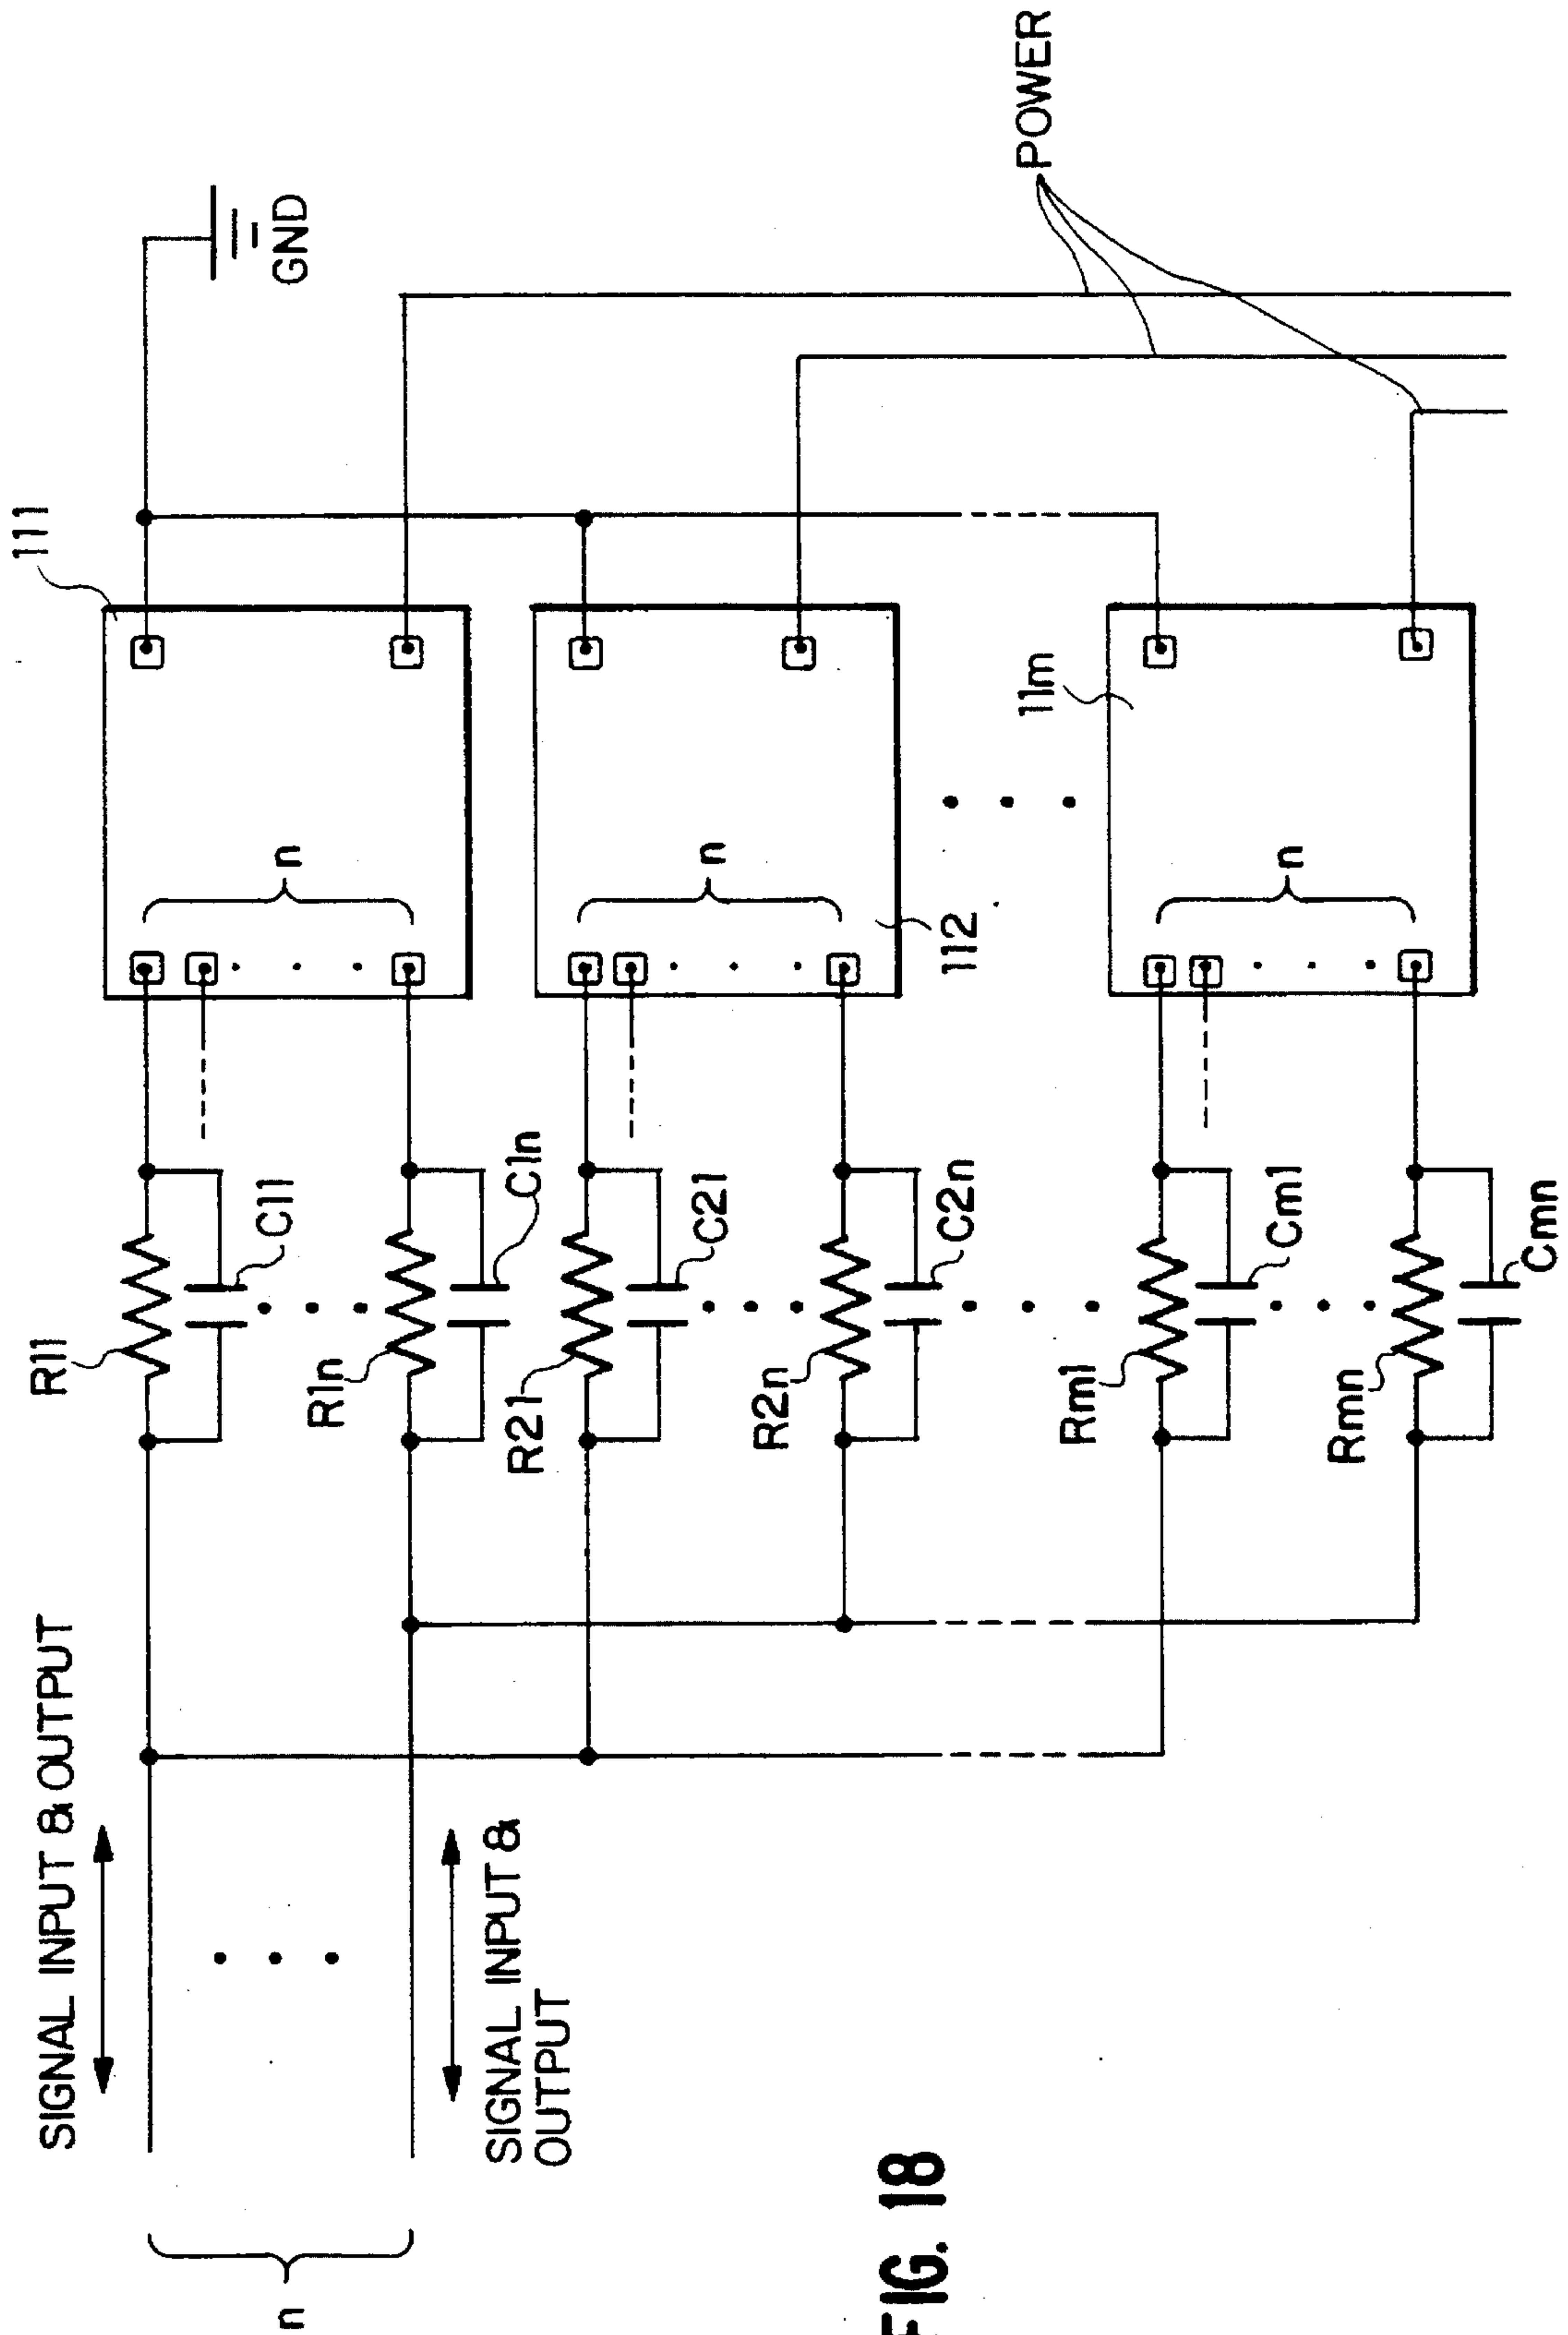 SIGNAL INPUT & OUTPUT
n
SIGNAL INPUT &
OUTPUT
R11
C11
R1n
C1n
R21
C21
R2n
C2n
Rm1
Cm1
Rmn
Cmn
111
n
112
n
11m
n
GND
POWER
FIG. 18